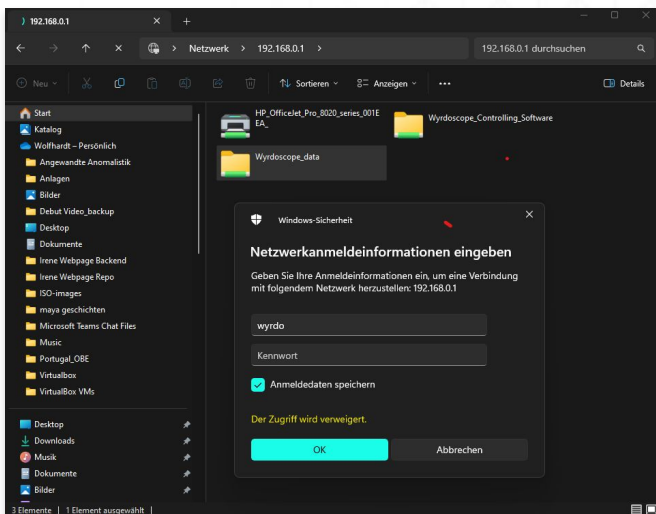 192.168.0.1
Netzwerk
192.168.0.1
192.168.0.1 durchsuchen
Neu
Sortieren
Anzeigen
Details
Start
Katalog
Wolfhardt – Persönlich
Angewandte Anomalistik
Anlagen
Bilder
Debut Video_backup
Desktop
Dokumente
Irene Webpage Backend
Irene Webpage Repo
ISO-images
maya geschichten
Microsoft Teams Chat Files
Music
Portugal_OBE
Virtualbox
VirtualBox VMs
Desktop
Downloads
Musik
Dokumente
Bilder
HP_OfficeJet_Pro_8020_series_001E
EA_
Wyrdoscope_Controlling_Software
Wyrdoscope_data
Windows-Sicherheit
Netzwerkanmeldeinformationen eingeben
Geben Sie Ihre Anmeldeinformationen ein, um eine Verbindung
mit folgendem Netzwerk herzustellen: 192.168.0.1
wyrdo
Kennwort
Anmeldedaten speichern
Der Zugriff wird verweigert.
OK
Abbrechen
3 Elemente
1 Element ausgewählt